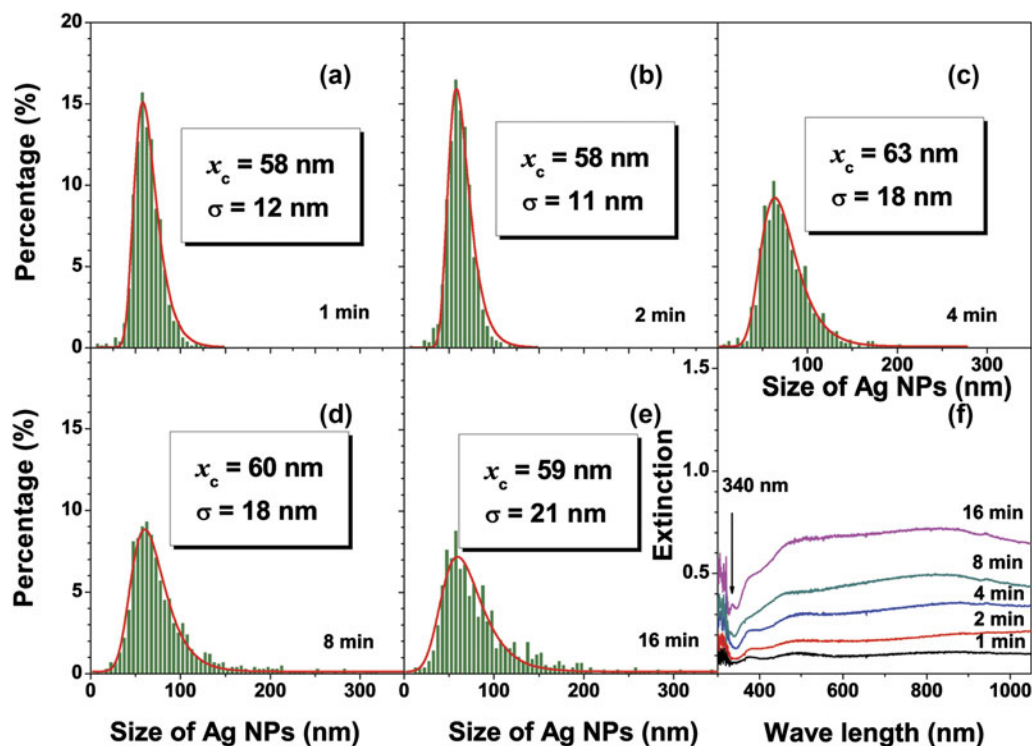 20
15
10
5
0
Percentage (%)
(a)
x_c = 58 nm
σ = 12 nm
1 min
(b)
x_c = 58 nm
σ = 11 nm
2 min
(c)
x_c = 63 nm
σ = 18 nm
4 min
0 100 200 300
Size of Ag NPs (nm)
15
10
5
0
Percentage (%)
(d)
x_c = 60 nm
σ = 18 nm
8 min
0 100 200 300
Size of Ag NPs (nm)
(e)
x_c = 59 nm
σ = 21 nm
16 min
0 100 200 300
Size of Ag NPs (nm)
1.5
1.0
0.5
Extinction
(f)
340 nm
16 min
8 min
4 min
2 min
1 min
400 600 800 1000
Wave length (nm)